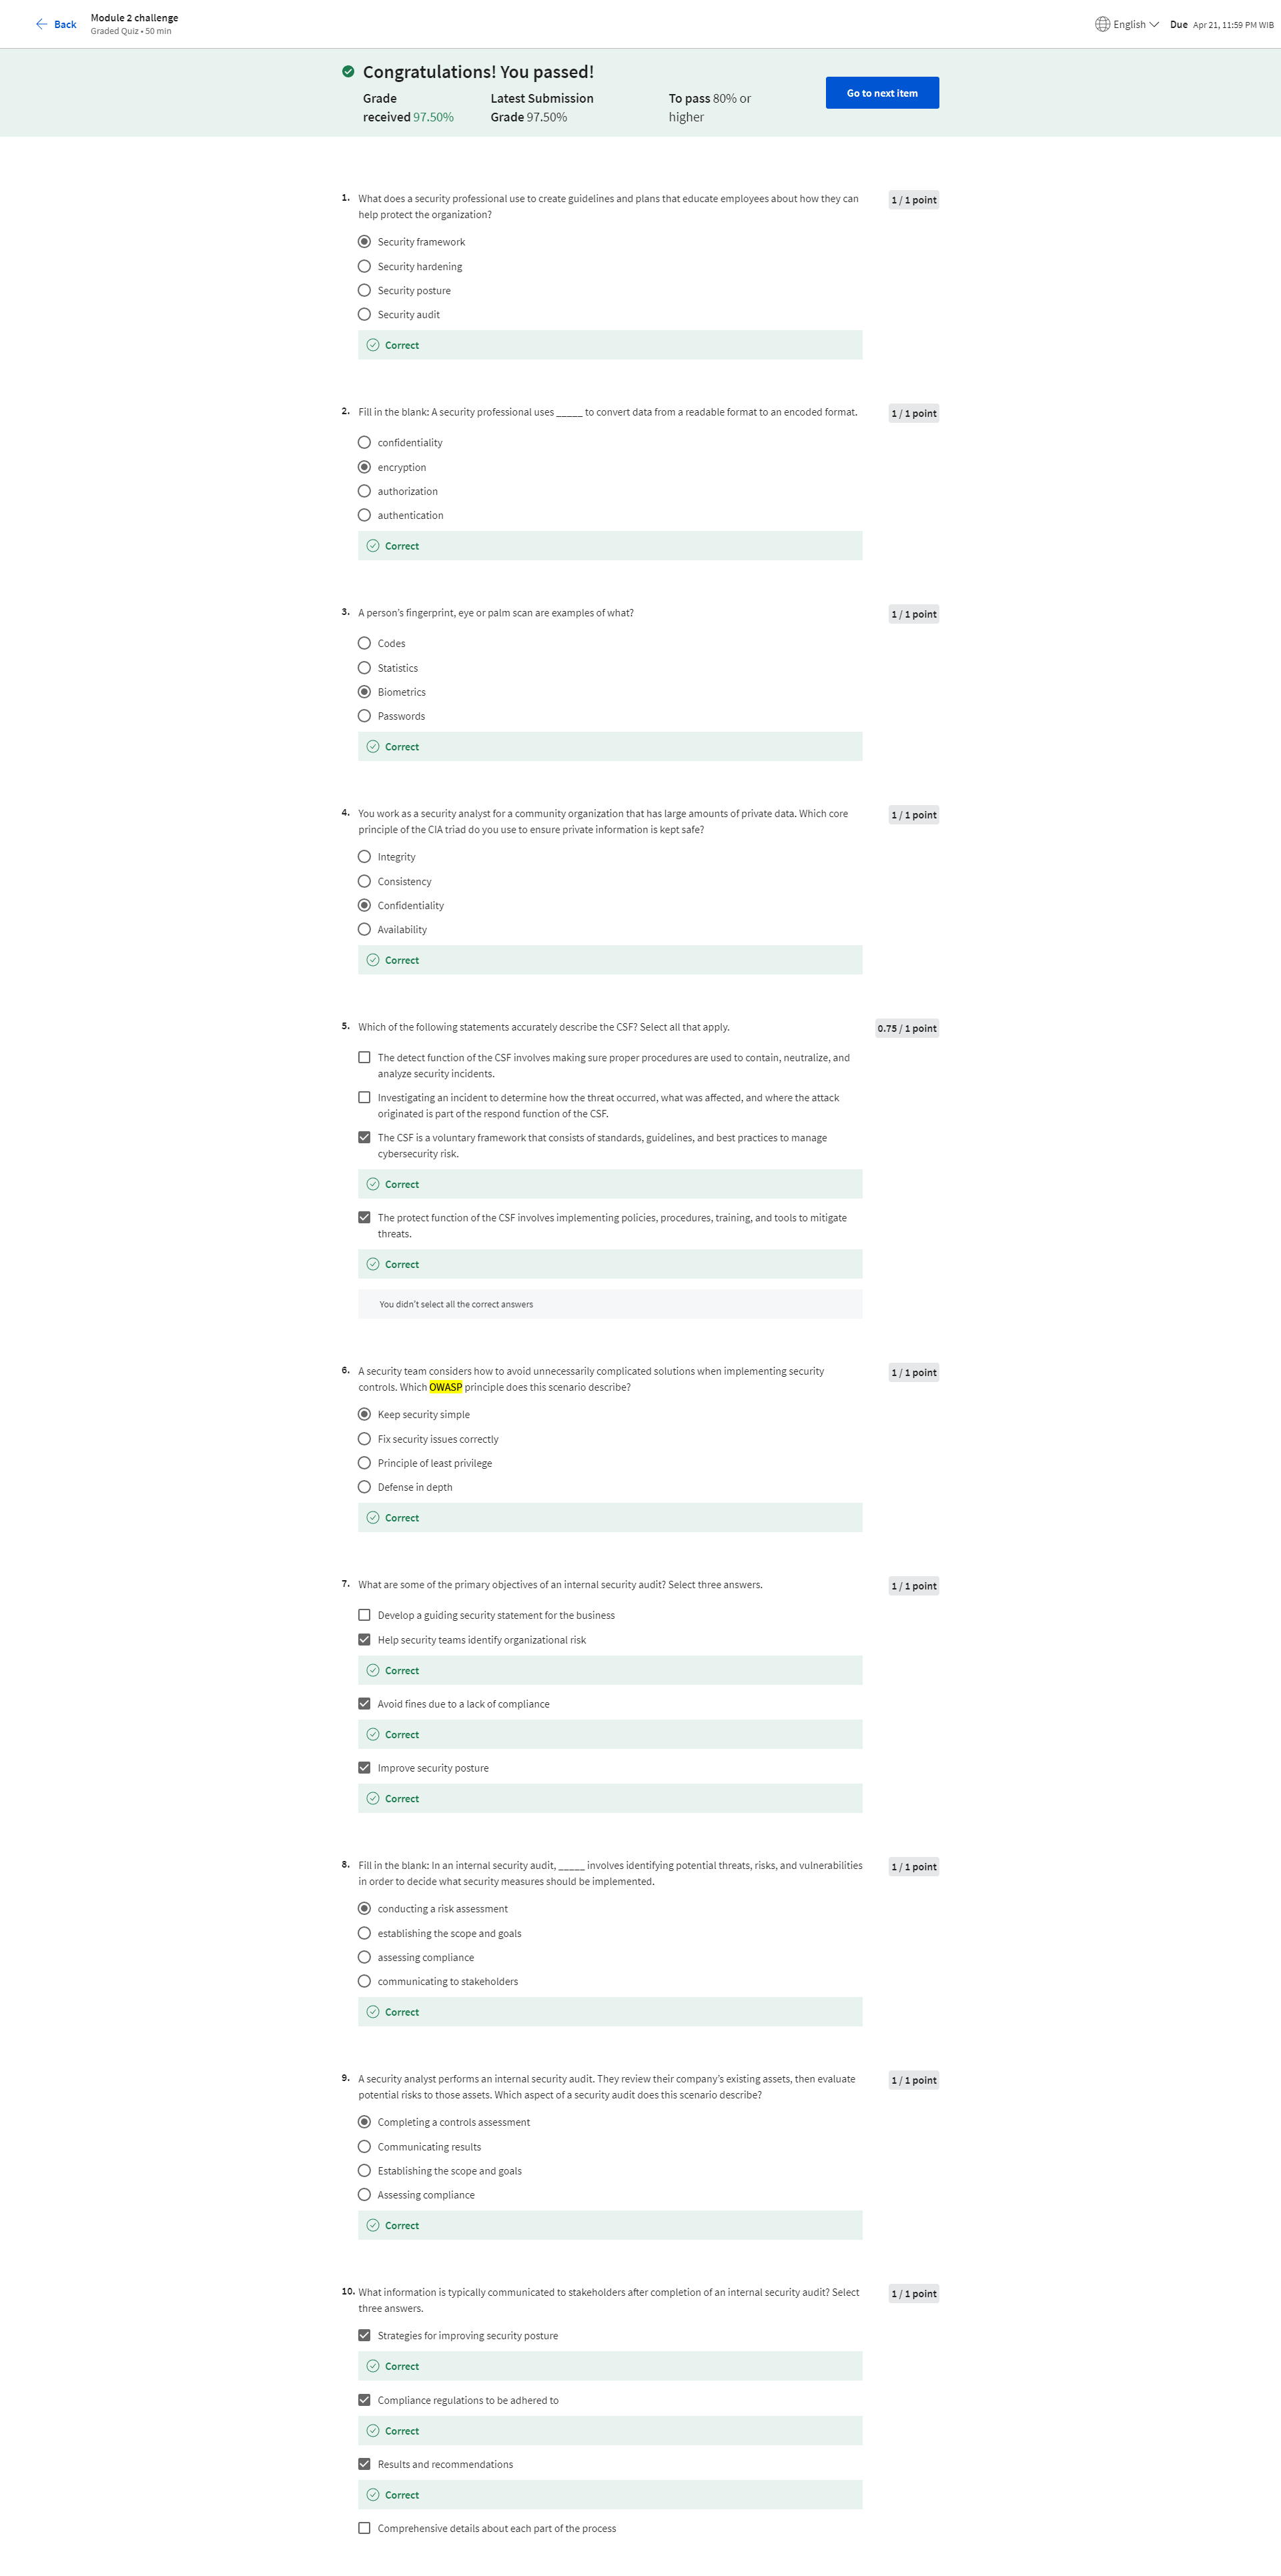 Back
Module 2 challenge
Graded Quiz • 50 min
English
Due Apr 21, 11:59 PM WIB
Congratulations! You passed!
Grade
received 97.50%
Latest Submission
Grade 97.50%
To pass 80% or
higher
Go to next item
1. What does a security professional use to create guidelines and plans that educate employees about how they can
help protect the organization?
1 / 1 point
Security framework
Security hardening
Security posture
Security audit
Correct
2. Fill in the blank: A security professional uses _____ to convert data from a readable format to an encoded format.
1 / 1 point
confidentiality
encryption
authorization
authentication
Correct
3. A person’s fingerprint, eye or palm scan are examples of what?
1 / 1 point
Codes
Statistics
Biometrics
Passwords
Correct
4. You work as a security analyst for a community organization that has large amounts of private data. Which core
principle of the CIA triad do you use to ensure private information is kept safe?
1 / 1 point
Integrity
Consistency
Confidentiality
Availability
Correct
5. Which of the following statements accurately describe the CSF? Select all that apply.
0.75 / 1 point
The detect function of the CSF involves making sure proper procedures are used to contain, neutralize, and
analyze security incidents.
Investigating an incident to determine how the threat occurred, what was affected, and where the attack
originated is part of the respond function of the CSF.
The CSF is a voluntary framework that consists of standards, guidelines, and best practices to manage
cybersecurity risk.
Correct
The protect function of the CSF involves implementing policies, procedures, training, and tools to mitigate
threats.
Correct
You didn't select all the correct answers
6. A security team considers how to avoid unnecessarily complicated solutions when implementing security
controls. Which OWASP principle does this scenario describe?
1 / 1 point
Keep security simple
Fix security issues correctly
Principle of least privilege
Defense in depth
Correct
7. What are some of the primary objectives of an internal security audit? Select three answers.
1 / 1 point
Develop a guiding security statement for the business
Help security teams identify organizational risk
Correct
Avoid fines due to a lack of compliance
Correct
Improve security posture
Correct
8. Fill in the blank: In an internal security audit, _____ involves identifying potential threats, risks, and vulnerabilities
in order to decide what security measures should be implemented.
1 / 1 point
conducting a risk assessment
establishing the scope and goals
assessing compliance
communicating to stakeholders
Correct
9. A security analyst performs an internal security audit. They review their company’s existing assets, then evaluate
potential risks to those assets. Which aspect of a security audit does this scenario describe?
1 / 1 point
Completing a controls assessment
Communicating results
Establishing the scope and goals
Assessing compliance
Correct
10. What information is typically communicated to stakeholders after completion of an internal security audit? Select
three answers.
1 / 1 point
Strategies for improving security posture
Correct
Compliance regulations to be adhered to
Correct
Results and recommendations
Correct
Comprehensive details about each part of the process